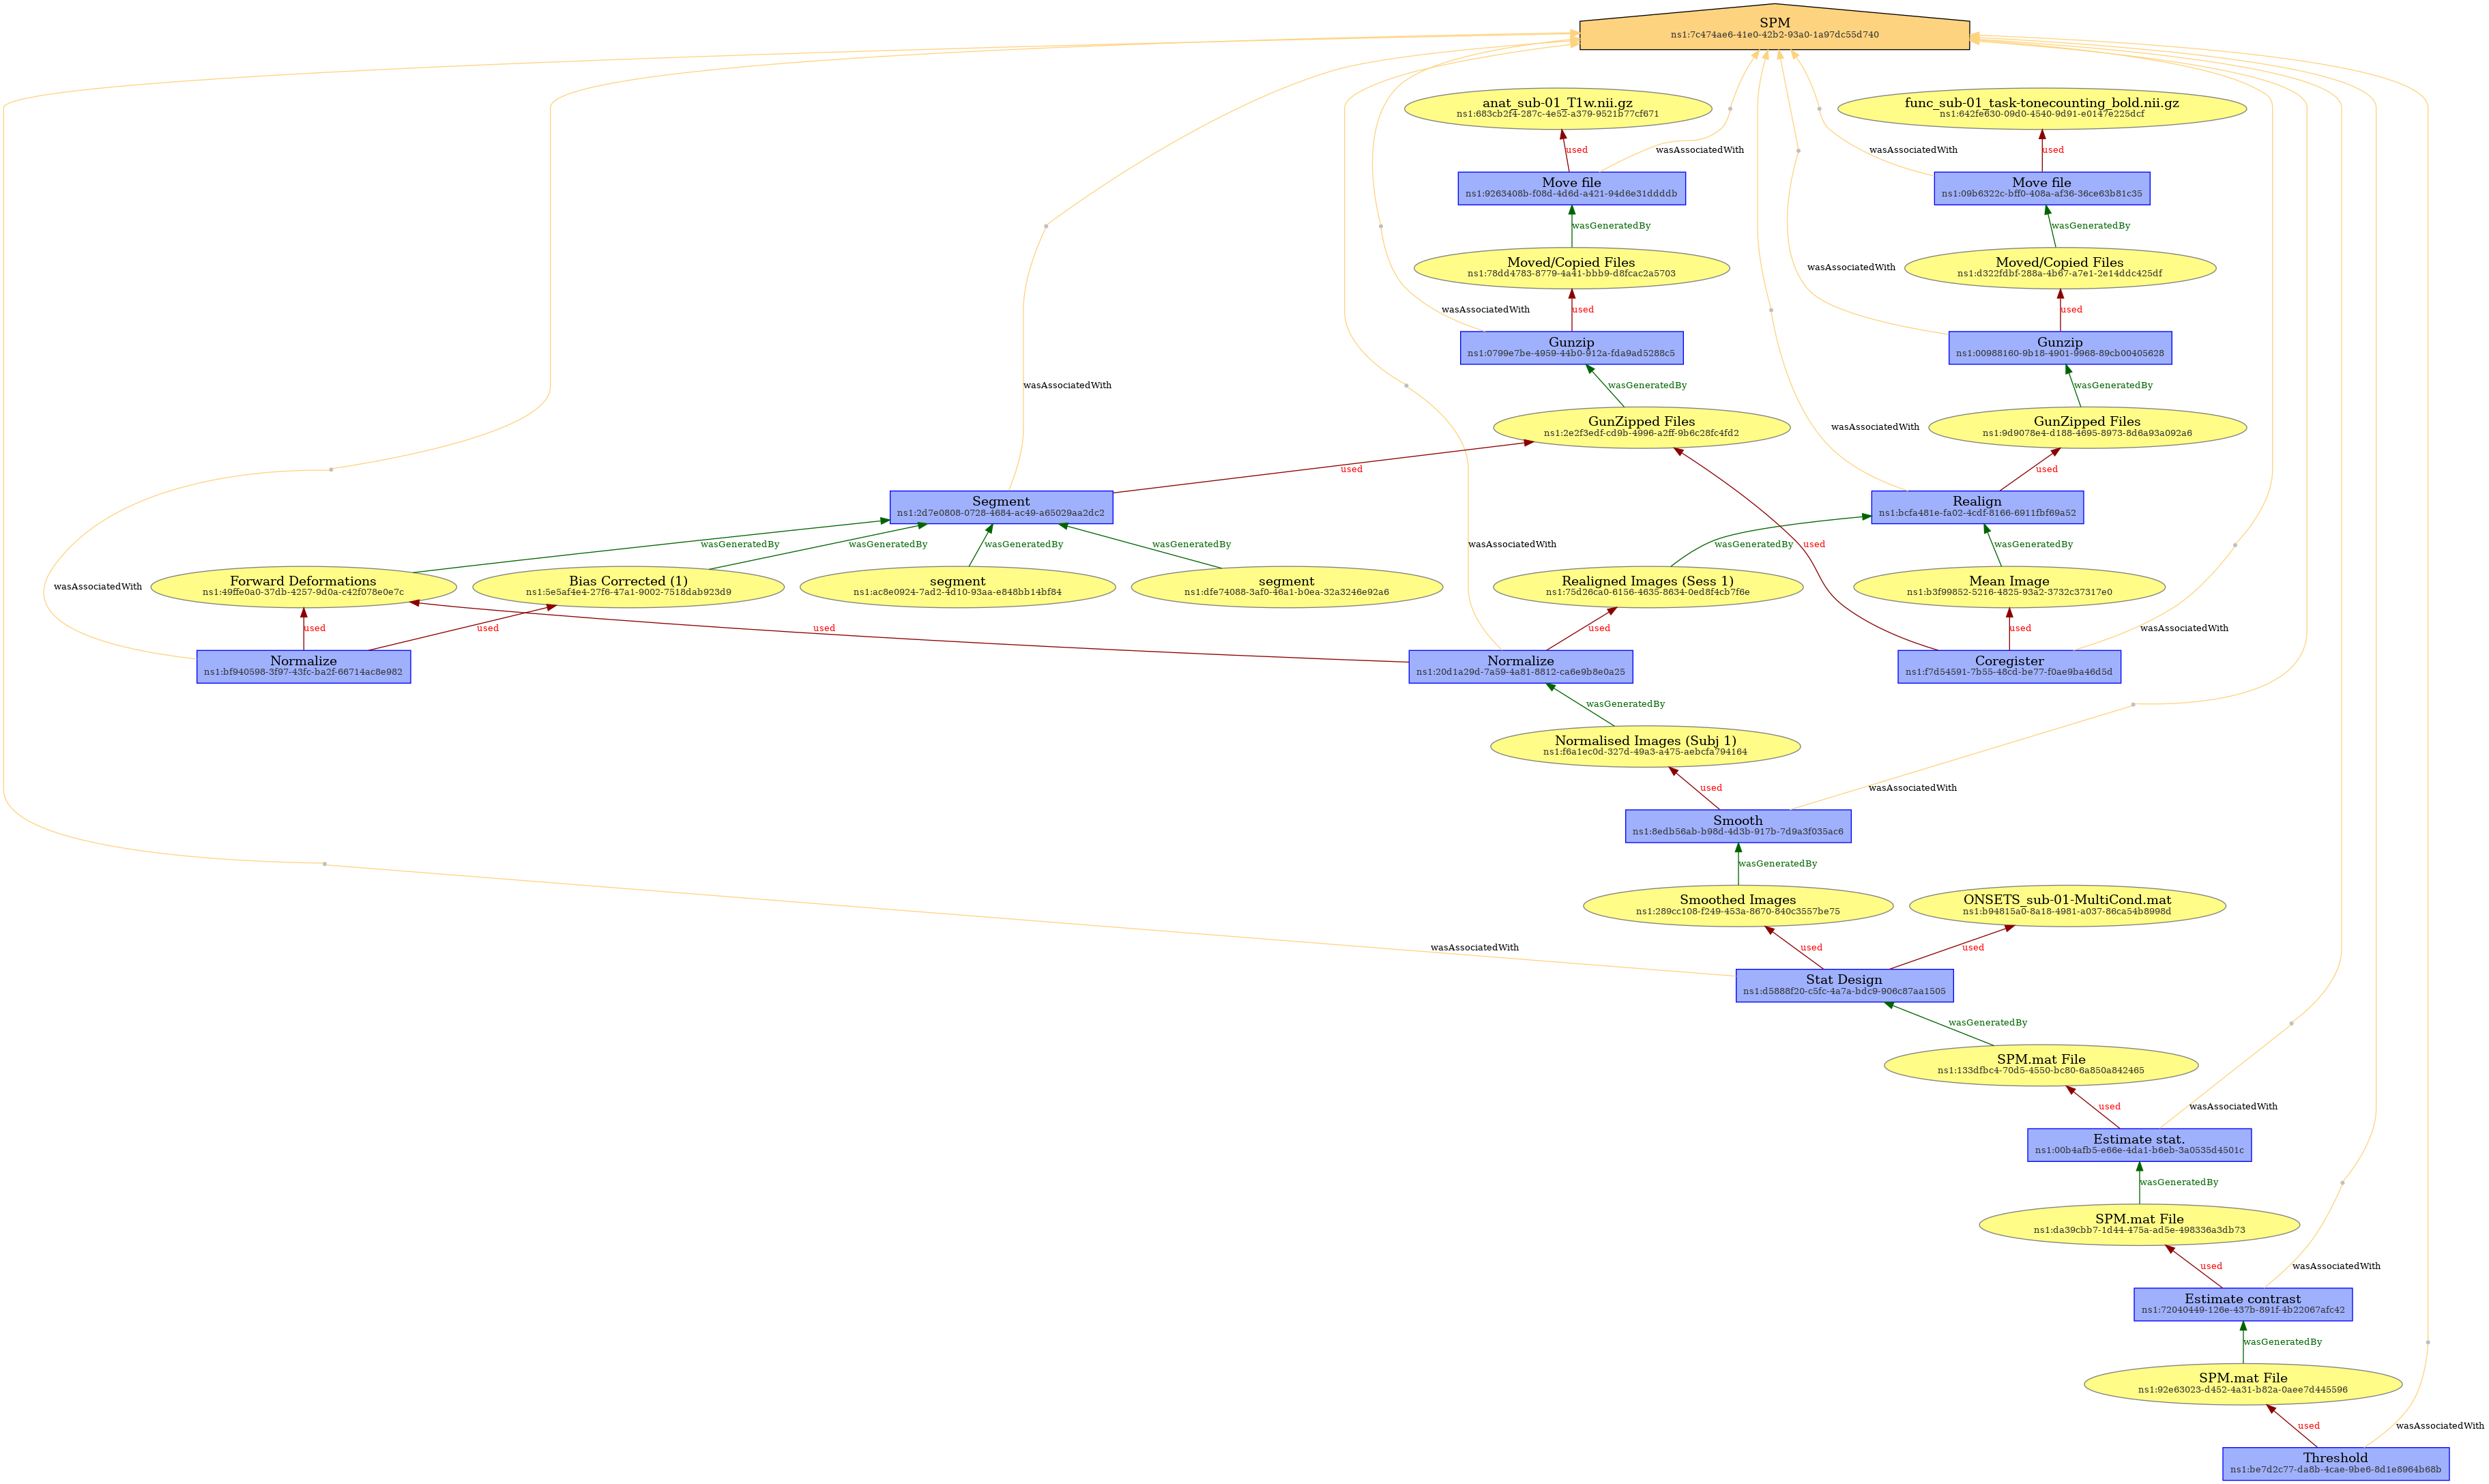 SPM
ns1:7c474ae6-41e0-42b2-93a0-1a97dc55d740
anat_sub-01_T1w.nii.gz
ns1:683cb2f4-287c-4e52-a379-9521b77cf671
func_sub-01_task-tonecounting_bold.nii.gz
ns1:642fe630-09d0-4540-9d91-e0147e225dcf
used
wasAssociatedWith
wasAssociatedWith
used
Move file
ns1:9263408b-f08d-4d6d-a421-94d6e31ddddb
Move file
ns1:09b6322c-bff0-408a-af36-36ce63b81c35
wasGeneratedBy
wasGeneratedBy
Moved/Copied Files
ns1:78dd4783-8779-4a41-bbb9-d8fcac2a5703
wasAssociatedWith
Moved/Copied Files
ns1:d322fdbf-288a-4b67-a7e1-2e14ddc425df
wasAssociatedWith
used
used
Gunzip
ns1:0799e7be-4959-44b0-912a-fda9ad5288c5
Gunzip
ns1:00988160-9b18-4901-9968-89cb00405628
wasAssociatedWith
wasGeneratedBy
wasGeneratedBy
GunZipped Files
ns1:2e2f3edf-cd9b-4996-a2ff-9b6c28fc4fd2
wasAssociatedWith
GunZipped Files
ns1:9d9078e4-d188-4695-8973-8d6a93a092a6
used
used
Segment
ns1:2d7e0808-0728-4684-ac49-a65029aa2dc2
Realign
ns1:bcfa481e-fa02-4cdf-8166-6911fbf69a52
wasGeneratedBy
wasGeneratedBy
wasGeneratedBy
wasGeneratedBy
wasAssociatedWith
wasGeneratedBy
used
wasGeneratedBy
wasAssociatedWith
Forward Deformations
ns1:49ffe0a0-37db-4257-9d0a-c42f078e0e7c
Bias Corrected (1)
ns1:5e5af4e4-27f6-47a1-9002-7518dab923d9
segment
ns1:ac8e0924-7ad2-4d10-93aa-e848bb14bf84
segment
ns1:dfe74088-3af0-46a1-b0ea-32a3246e92a6
Realigned Images (Sess 1)
ns1:75d26ca0-6156-4635-8634-0ed8f4cb7f6e
Mean Image
ns1:b3f99852-5216-4825-93a2-3732c37317e0
used
used
used
used
used
wasAssociatedWith
Normalize
ns1:bf940598-3f97-43fc-ba2f-66714ac8e982
Normalize
ns1:20d1a29d-7a59-4a81-8812-ca6e9b8e0a25
Coregister
ns1:f7d54591-7b55-48cd-be77-f0ae9ba46d5d
wasGeneratedBy
Normalised Images (Subj 1)
ns1:f6a1ec0d-327d-49a3-a475-aebcfa794164
used
wasAssociatedWith
Smooth
ns1:8edb56ab-b98d-4d3b-917b-7d9a3f035ac6
wasGeneratedBy
Smoothed Images
ns1:289cc108-f249-453a-8670-840c3557be75
ONSETS_sub-01-MultiCond.mat
ns1:b94815a0-8a18-4981-a037-86ca54b8998d
wasAssociatedWith
used
used
Stat Design
ns1:d5888f20-c5fc-4a7a-bdc9-906c87aa1505
wasGeneratedBy
SPM.mat File
ns1:133dfbc4-70d5-4550-bc80-6a850a842465
used
wasAssociatedWith
Estimate stat.
ns1:00b4afb5-e66e-4da1-b6eb-3a0535d4501c
wasGeneratedBy
SPM.mat File
ns1:da39cbb7-1d44-475a-ad5e-498336a3db73
used
wasAssociatedWith
Estimate contrast
ns1:72040449-126e-437b-891f-4b22067afc42
wasGeneratedBy
SPM.mat File
ns1:92e63023-d452-4a31-b82a-0aee7d445596
used
wasAssociatedWith
Threshold
ns1:be7d2c77-da8b-4cae-9be6-8d1e8964b68b